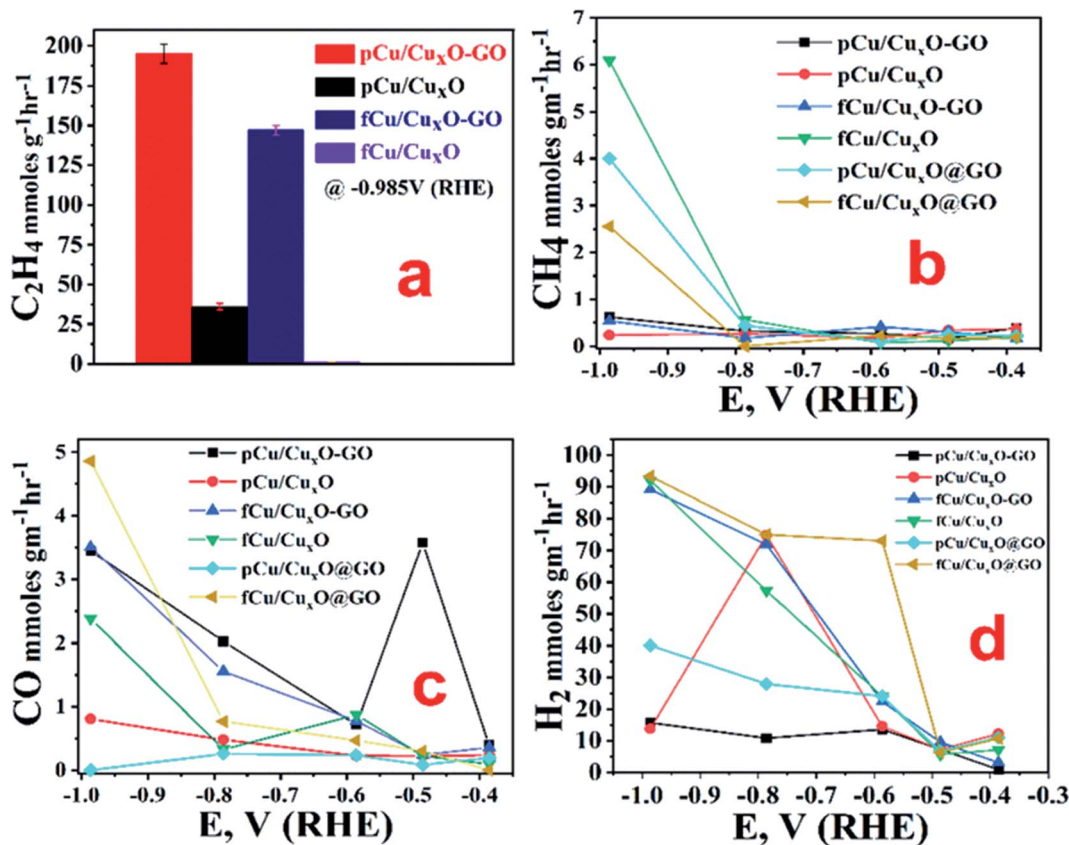 a
C₂H₄ mmoles g⁻¹hr⁻¹
200
175
150
125
100
75
50
25
0
pCu/CuₓO-GO
pCu/CuₓO
fCu/CuₓO-GO
fCu/CuₓO
@ -0.985V (RHE)
b
CH4 mmoles gm⁻¹hr⁻¹
7
6
5
4
3
2
1
0
pCu/CuₓO-GO
pCu/CuₓO
fCu/CuₓO-GO
fCu/CuₓO
pCu/CuₓO@GO
fCu/CuₓO@GO
-1.0 -0.9 -0.8 -0.7 -0.6 -0.5 -0.4
E, V (RHE)
c
CO mmoles gm⁻¹hr⁻¹
5
4
3
2
1
0
pCu/CuₓO-GO
pCu/CuₓO
fCu/CuₓO-GO
fCu/CuₓO
pCu/CuₓO@GO
fCu/CuₓO@GO
-1.0 -0.9 -0.8 -0.7 -0.6 -0.5 -0.4
E, V (RHE)
d
H₂ mmoles gm⁻¹hr⁻¹
100
90
80
70
60
50
40
30
20
10
0
pCu/CuₓO-GO
pCu/CuₓO
fCu/CuₓO-GO
fCu/CuₓO
pCu/CuₓO@GO
fCu/CuₓO@GO
-1.0 -0.9 -0.8 -0.7 -0.6 -0.5 -0.4 -0.3
E, V (RHE)